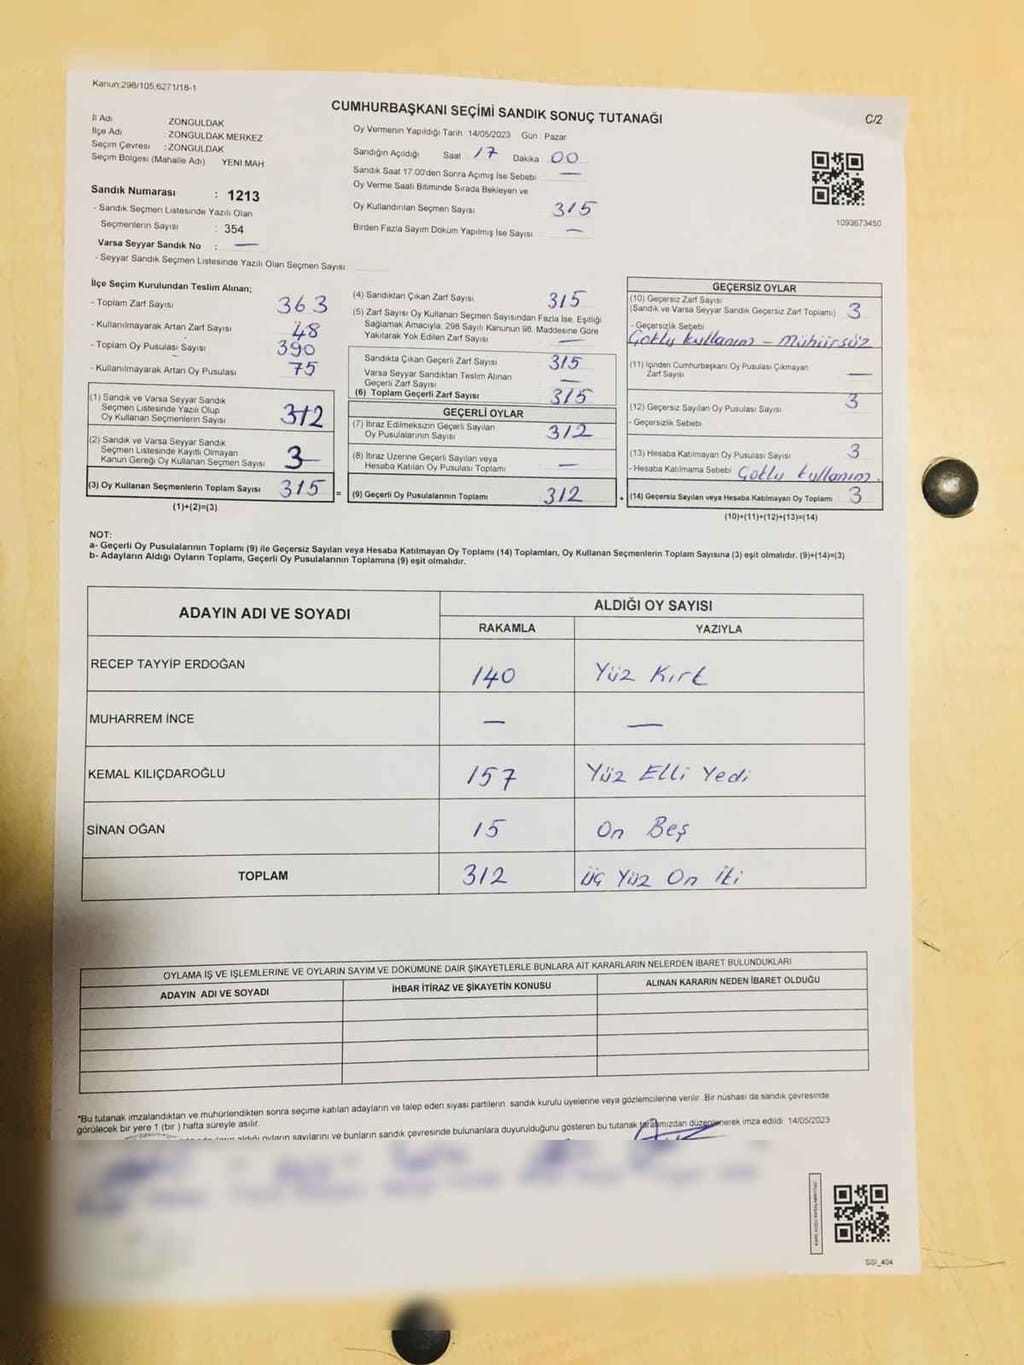 Kanun:298/105,6271/18-1
CUMHURBAŞKANI SEÇİMİ SANDIK SONUÇ TUTANAĞI
C/2
İl Adı ZONGULDAK
İlçe Adı : ZONGULDAK MERKEZ
Seçim Çevresi : ZONGULDAK
Seçim Bölgesi (Mahalle Adı) YENI MAH
Sandık Numarası : 1213
- Sandık Seçmen Listesinde Yazılı Olan
Seçmenlerin Sayısı : 354
Varsa Seyyar Sandık No : —
- Seyyar Sandık Seçmen Listesinde Yazılı Olan Seçmen Sayısı
Oy Vermenin Yapıldığı Tarih :14/05/2023 Gün : Pazar
Sandığın Açıldığı Saat 17 Dakika 00
Sandık Saat 17.00'den Sonra Açımış İse Sebebi —
Oy Verme Saati Bitiminde Sırada Bekleyen ve
Oy Kullandırılan Seçmen Sayısı 315
Birden Fazla Sayım Döküm Yapılmış İse Sayısı —
1093673450
İlçe Seçim Kurulundan Teslim Alınan;
- Toplam Zarf Sayısı 363
- Kullanılmayarak Artan Zarf Sayısı 48
- Toplam Oy Pusulası Sayısı 390
- Kullanılmayarak Artan Oy Pusulası 75
(1) Sandık ve Varsa Seyyar Sandık
Seçmen Listesinde Yazılı Olup
Oy Kullanan Seçmenlerin Sayısı 312
(2) Sandık ve Varsa Seyyar Sandık
Seçmen Listesinde Kayıtlı Olmayan
Kanun Gereği Oy Kullanan Seçmen Sayısı 3
(3) Oy Kullanan Seçmenlerin Toplam Sayısı 315 =
(1)+(2)=(3)
(4) Sandıktan Çıkan Zarf Sayısı 315
(5) Zarf Sayısı Oy Kullanan Seçmen Sayısından Fazla İse, Eşitliği
Sağlamak Amacıyla, 298 Sayılı Kanunun 98. Maddesine Göre
Yakılarak Yok Edilen Zarf Sayısı —
Sandıkta Çıkan Geçerli Zarf Sayısı 315
Varsa Seyyar Sandıktan Teslim Alınan
Geçerli Zarf Sayısı —
(6) Toplam Geçerli Zarf Sayısı 315
GEÇERLİ OYLAR
(7) İtiraz Edilmeksizin Geçerli Sayılan
Oy Pusulalarının Sayısı 312
(8) İtiraz Üzerine Geçerli Sayılan veya
Hesaba Katılan Oy Pusulası Toplamı —
(9) Geçerli Oy Pusulalarının Toplamı 312 +
GEÇERSİZ OYLAR
(10) Geçersiz Zarf Sayısı
(Sandık ve Varsa Seyyar Sandık Geçersiz Zarf Toplamı) 3
- Geçersizlik Sebebi
Çoklu kullanım - Mühürsüz
(11) İçinden Cumhurbaşkanı Oy Pusulası Çıkmayan
Zarf Sayısı —
(12) Geçersiz Sayılan Oy Pusulası Sayısı 3
- Geçersizlik Sebebi
(13) Hesaba Katılmayan Oy Pusulası Sayısı 3
- Hesaba Katılmama Sebebi Çoklu kullanım.
(14) Geçersiz Sayılan veya Hesaba Katılmayan Oy Toplamı 3
(10)+(11)+(12)+(13)=(14)
NOT:
a- Geçerli Oy Pusulalarının Toplamı (9) ile Geçersiz Sayılan veya Hesaba Katılmayan Oy Toplamı (14) Toplamları, Oy Kullanan Seçmenlerin Toplam Sayısına (3) eşit olmalıdır. (9)+(14)=(3)
b- Adayların Aldığı Oyların Toplamı, Geçerli Oy Pusulalarının Toplamına (9) eşit olmalıdır.
ADAYIN ADI VE SOYADI
ALDIĞI OY SAYISI
RAKAMLA YAZIYLA
RECEP TAYYİP ERDOĞAN 140 Yüz Kırk
MUHARREM İNCE — —
KEMAL KILIÇDAROĞLU 157 Yüz Elli Yedi
SİNAN OĞAN 15 On Beş
TOPLAM 312 Üç Yüz On iki
OYLAMA İŞ VE İŞLEMLERİNE VE OYLARIN SAYIM VE DÖKÜMÜNE DAİR ŞİKAYETLERLE BUNLARA AİT KARARLARIN NELERDEN İBARET BULUNDUKLARI
ADAYIN ADI VE SOYADI İHBAR İTİRAZ VE ŞİKAYETİN KONUSU ALINAN KARARIN NEDEN İBARET OLDUĞU
*Bu tutanak imzalandıktan ve mühürlendikten sonra seçime katılan adayların ve talep eden siyasi partilerin, sandık kurulu üyelerine veya gözlemcilerine verilir. Bir nüshası da sandık çevresinde
görülecek bir yere 1 (bir ) hafta süreyle asılır.
aldığı oyların sayılarını ve bunların sandık çevresinde bulunanlara duyurulduğunu gösteren bu tutanak tarafımızdan düzenlenerek imza edildi. 14/05/2023
SSI_404